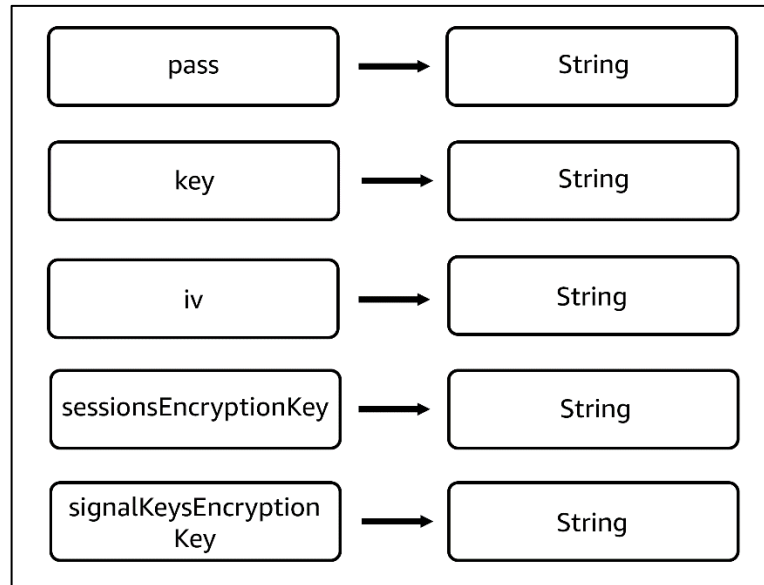 pass
String
key
String
iv
String
sessionsEncryptionKey
String
signalKeysEncryption
Key
String